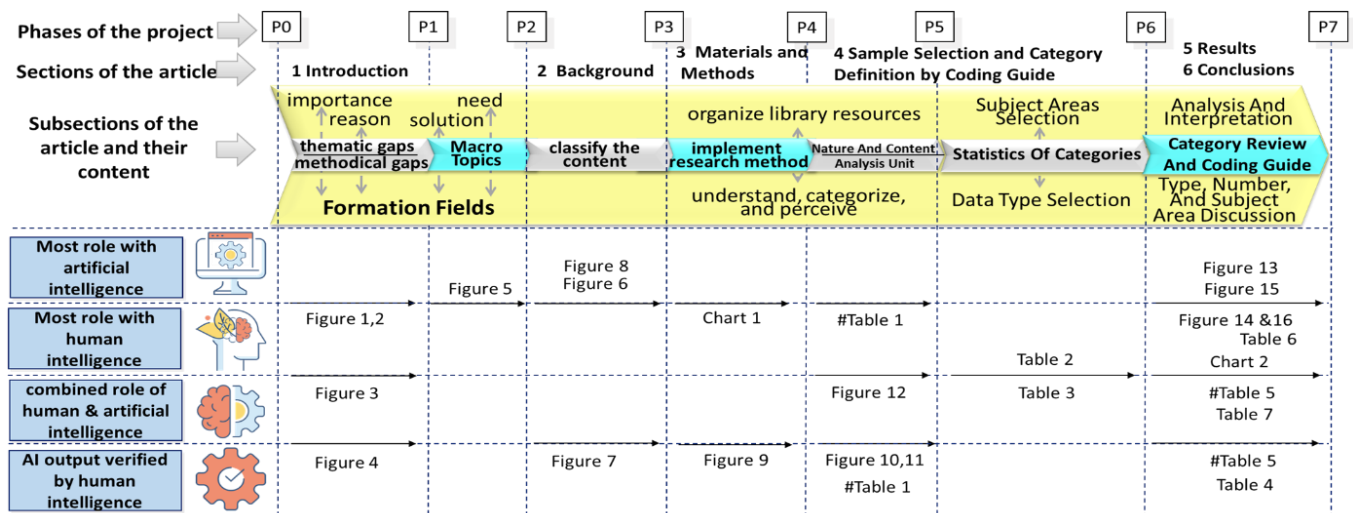 Phases of the project
P0
P1
P2
P3
P4
P5
P6
P7
Sections of the article
1 Introduction
2 Background
3 Materials and
Methods
4 Sample Selection and Category
Definition by Coding Guide
5 Results
6 Conclusions
Subsections of the
article and their
content
importance
reason
need
solution
organize library resources
Subject Areas
Selection
Analysis And
Interpretation
thematic gaps
methodical gaps
Macro
Topics
classify the
content
implement
research method
Nature And Content
Analysis Unit
Statistics Of Categories
Category Review
And Coding Guide
Formation Fields
understand, categorize,
and perceive
Data Type Selection
Type, Number,
And Subject
Area Discussion
Most role with
artificial
intelligence
Figure 5
Figure 8
Figure 6
Figure 13
Figure 15
Most role with
human
intelligence
Figure 1,2
Chart 1
#Table 1
Table 2
Figure 14 &16
Table 6
Chart 2
combined role of
human & artificial
intelligence
Figure 3
Figure 12
Table 3
#Table 5
Table 7
AI output verified
by human
intelligence
Figure 4
Figure 7
Figure 9
Figure 10,11
#Table 1
#Table 5
Table 4